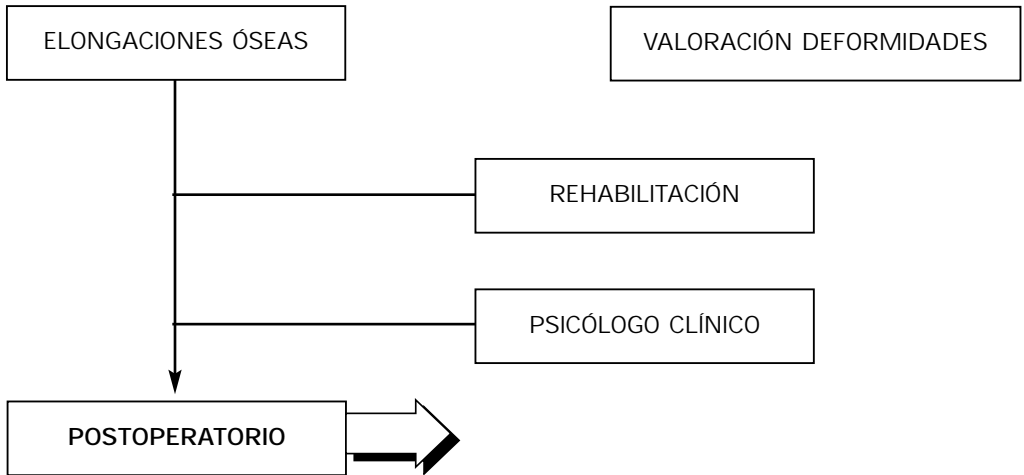 ELONGACIONES ÓSEAS
VALORACIÓN DEFORMIDADES
REHABILITACIÓN
PSICÓLOGO CLÍNICO
POSTOPERATORIO